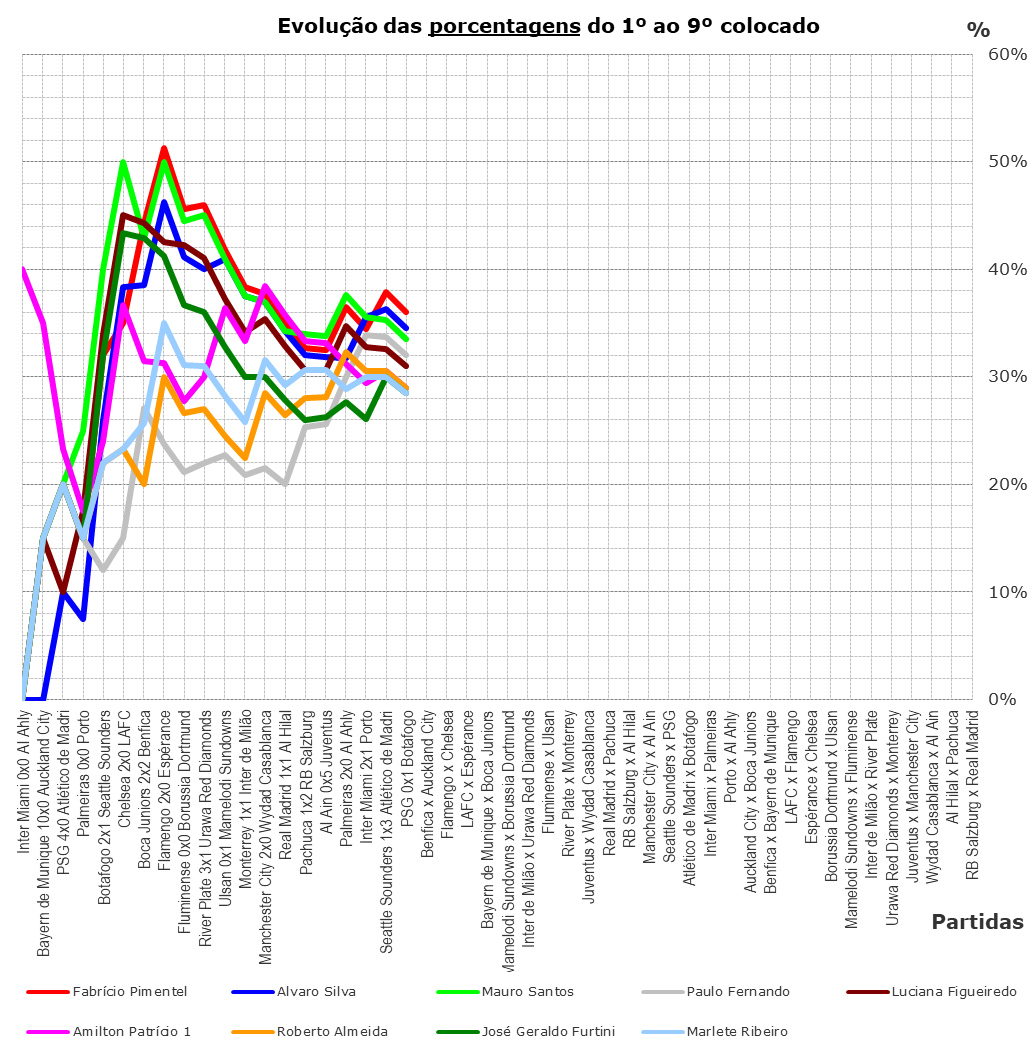 Evolução das porcentagens do 1º ao 9º colocado
%
60%
50%
40%
30%
20%
10%
0%
Inter Miami 0x0 Al Ahly
Bayern de Munique 10x0 Auckland City
PSG 4x0 Atlético de Madri
Palmeiras 0x0 Porto
Botafogo 2x1 Seattle Sounders
Chelsea 2x0 LAFC
Boca Juniors 2x2 Benfica
Flamengo 2x0 Espérance
Fluminense 0x0 Borussia Dortmund
River Plate 3x1 Urawa Red Diamonds
Ulsan 0x1 Mamelodi Sundowns
Monterrey 1x1 Inter de Milão
Manchester City 2x0 Wydad Casablanca
Real Madrid 1x1 Al Hilal
Pachuca 1x2 RB Salzburg
Al Ain 0x5 Juventus
Palmeiras 2x0 Al Ahly
Inter Miami 2x1 Porto
Seattle Sounders 1x3 Atlético de Madri
PSG 0x1 Botafogo
Benfica x Auckland City
Flamengo x Chelsea
LAFC x Espérance
Bayern de Munique x Boca Juniors
Mamelodi Sundowns x Borussia Dortmund
Inter de Milão x Urawa Red Diamonds
Fluminense x Ulsan
River Plate x Monterrey
Juventus x Wydad Casablanca
Real Madrid x Pachuca
RB Salzburg x Al Hilal
Manchester City x Al Ain
Seattle Sounders x PSG
Atlético de Madri x Botafogo
Inter Miami x Palmeiras
Porto x Al Ahly
Auckland City x Boca Juniors
Benfica x Bayern de Munique
LAFC x Flamengo
Espérance x Chelsea
Borussia Dortmund x Ulsan
Mamelodi Sundowns x Fluminense
Inter de Milão x River Plate
Urawa Red Diamonds x Monterrey
Juventus x Manchester City
Wydad Casablanca x Al Ain
Al Hilal x Pachuca
RB Salzburg x Real Madrid
Partidas
Fabrício Pimentel
Alvaro Silva
Mauro Santos
Paulo Fernando
Luciana Figueiredo
Amilton Patrício 1
Roberto Almeida
José Geraldo Furtini
Marlete Ribeiro